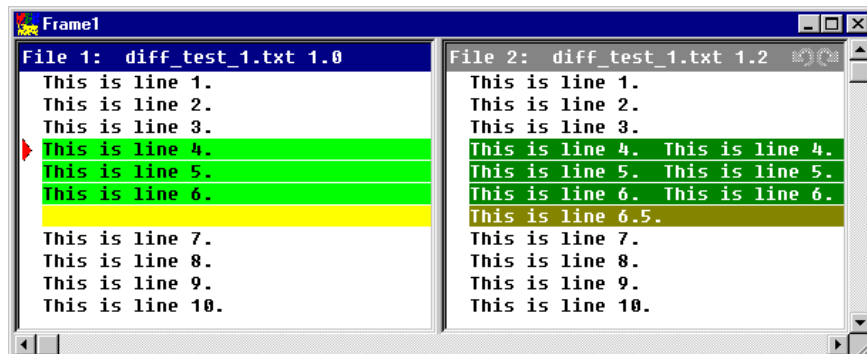 Frame1
File 1:  diff_test_1.txt 1.0
This is line 1.
This is line 2.
This is line 3.
This is line 4.
This is line 5.
This is line 6.
This is line 7.
This is line 8.
This is line 9.
This is line 10.
File 2:  diff_test_1.txt 1.2
This is line 1.
This is line 2.
This is line 3.
This is line 4.  This is line 4.
This is line 5.  This is line 5.
This is line 6.  This is line 6.
This is line 6.5.
This is line 7.
This is line 8.
This is line 9.
This is line 10.